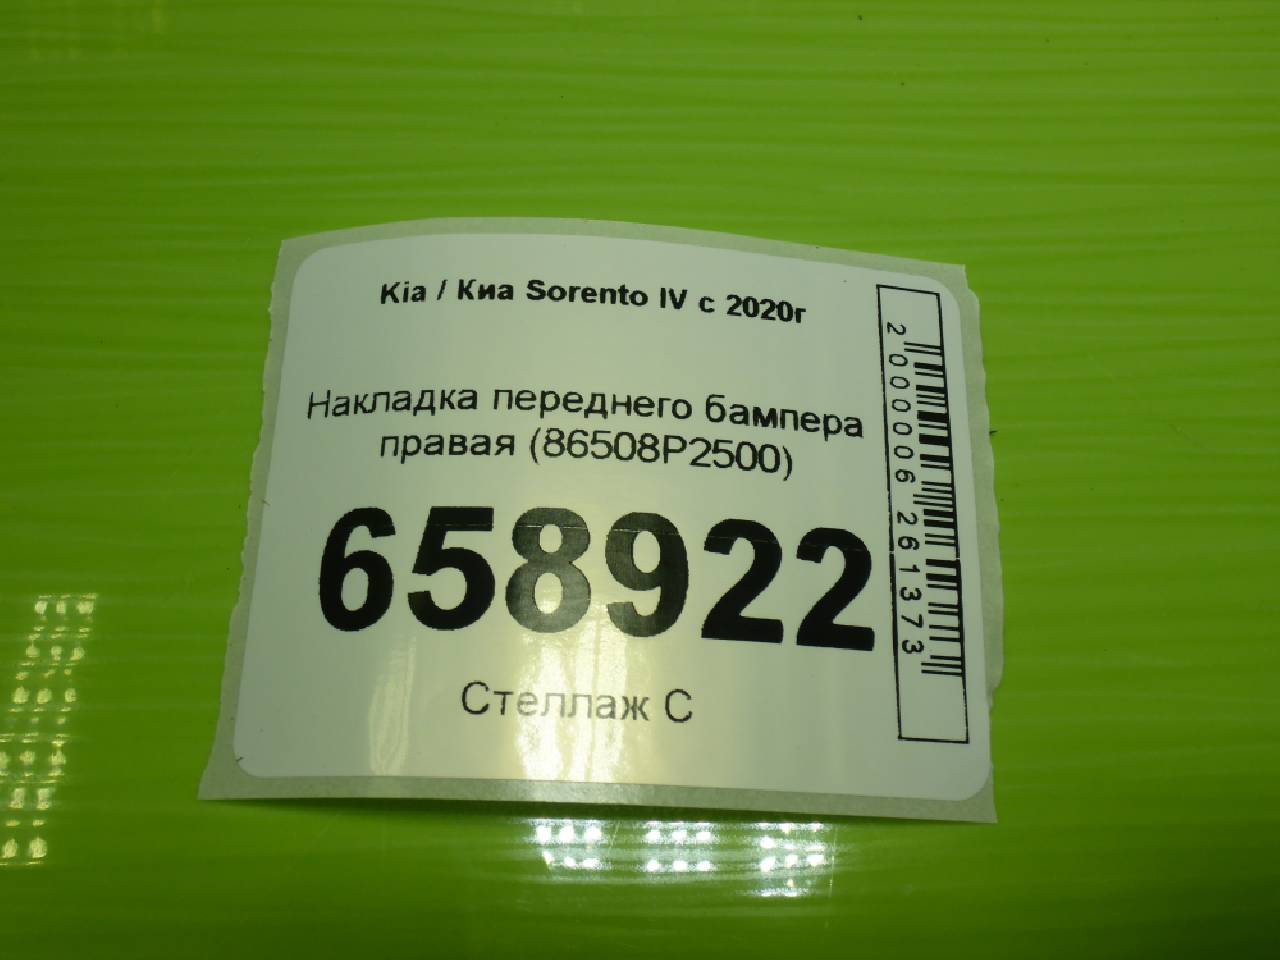 Kia / Киа Sorento IV с 2020г
Накладка переднего бампера
правая (86508P2500)
658922
Стеллаж С
2 000006 261373